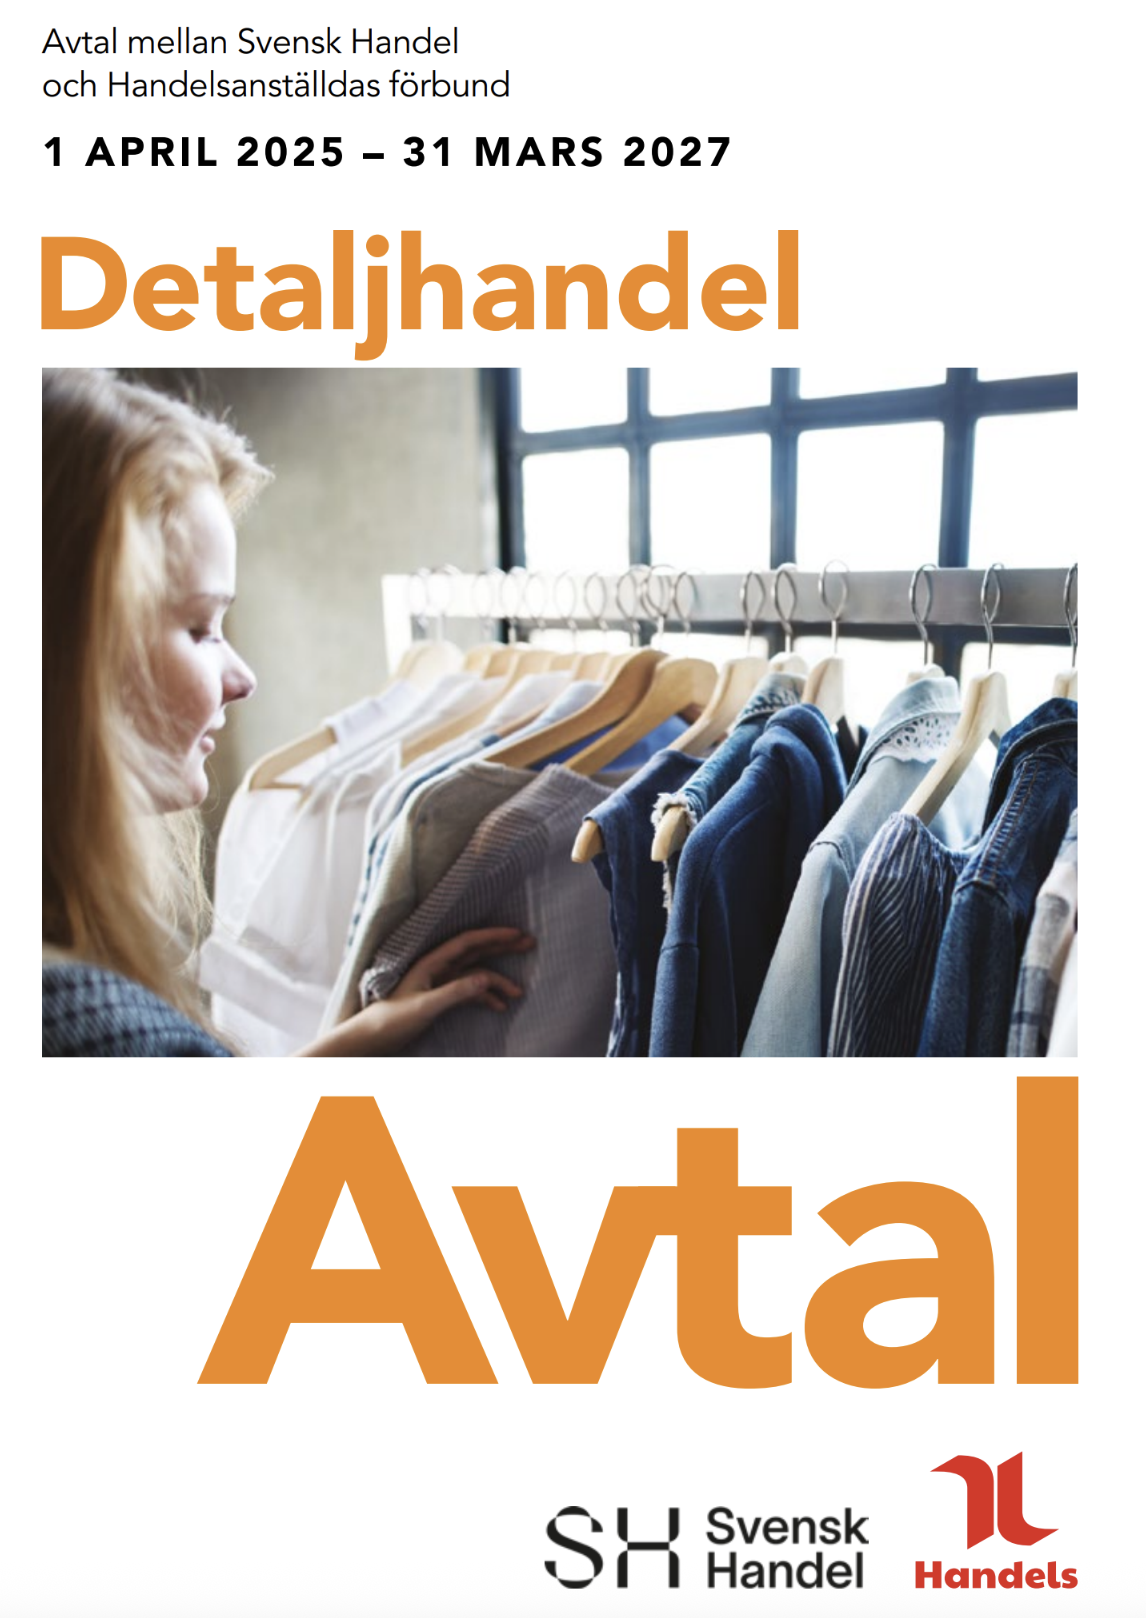 Avtal mellan Svensk Handel
och Handelsanställdas förbund
1 APRIL 2025 – 31 MARS 2027
Detaljhandel
Avtal
SH Svensk
Handel
Handels